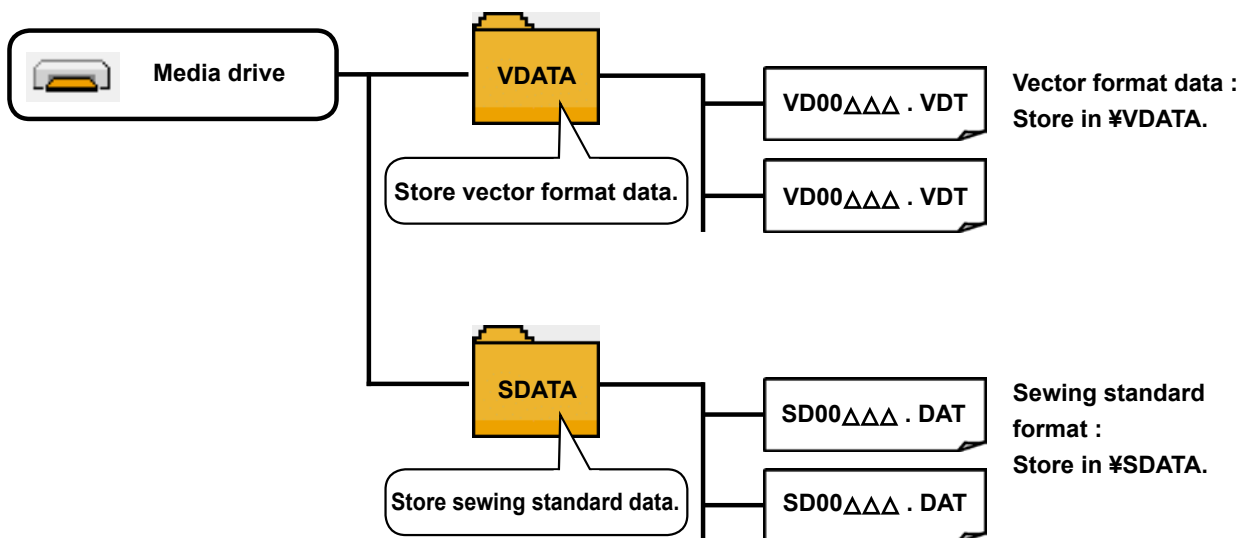 Media drive
VDATA
Store vector format data.
VD00△△△ . VDT
VD00△△△ . VDT
Vector format data :
Store in ¥VDATA.
SDATA
Store sewing standard data.
SD00△△△ . DAT
SD00△△△ . DAT
Sewing standard
format :
Store in ¥SDATA.